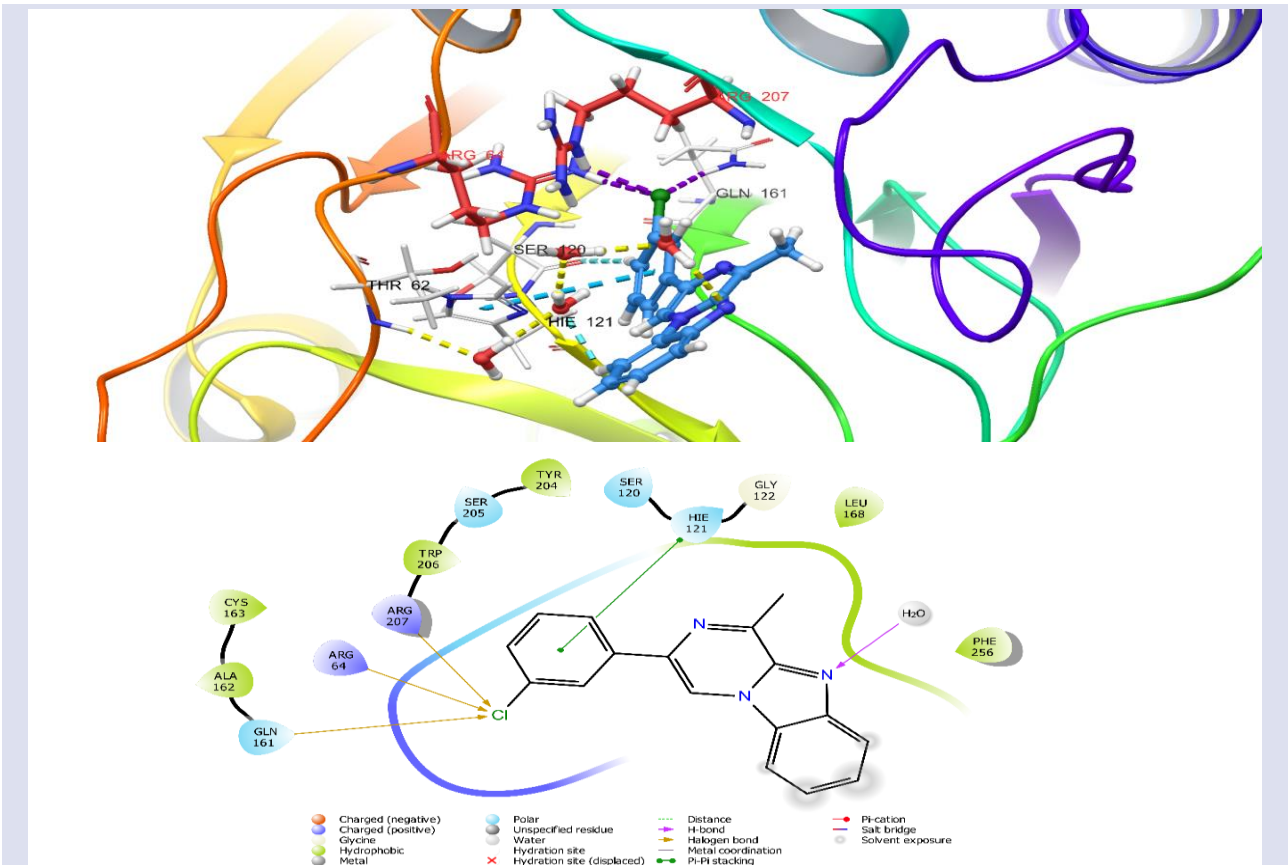 ARG 207
ARG 64
GLN 161
SER 120
THR 62
HIE 121
TYR
204
SER
205
TRP
206
ARG
207
CYS
163
ARG
64
ALA
162
GLN
161
SER
120
HIE
121
GLY
122
LEU
168
H₂O
PHE
256
N
N
N
Cl
Charged (negative)
Charged (positive)
Glycine
Hydrophobic
Metal
Polar
Unspecified residue
Water
Hydration site
Hydration site (displaced)
Distance
H-bond
Halogen bond
Metal coordination
Pi-Pi stacking
Pi-cation
Salt bridge
Solvent exposure